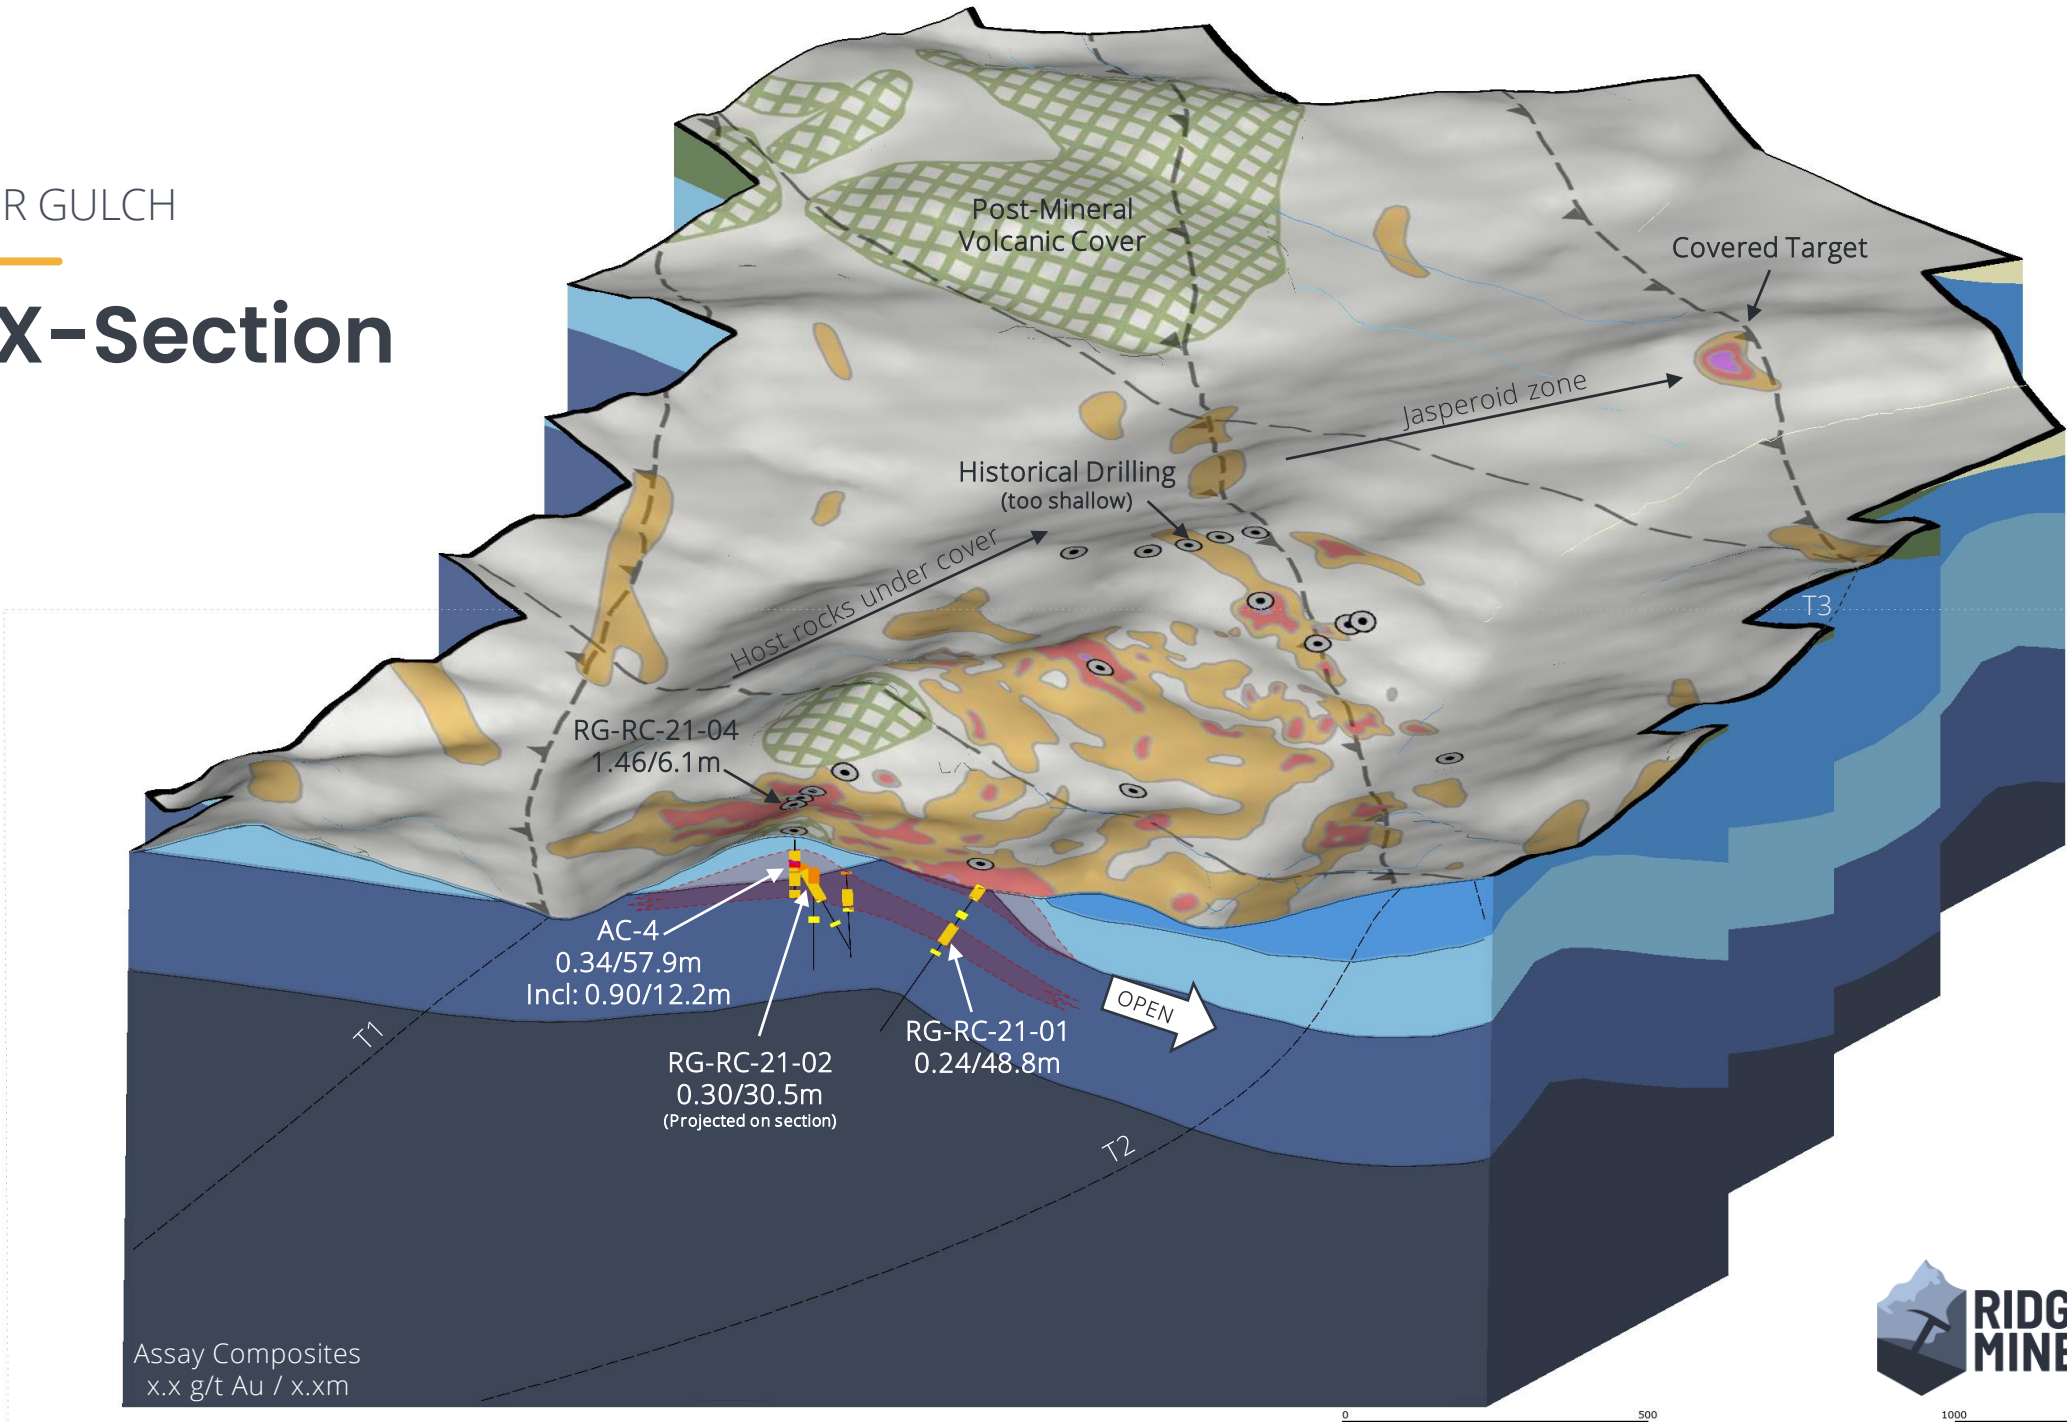 R GULCH
X-Section
Post-Mineral
Volcanic Cover
Covered Target
Jasperoid zone
Historical Drilling
(too shallow)
Host rocks under cover
T3
RG-RC-21-04
1.46/6.1m
AC-4
0.34/57.9m
Incl: 0.90/12.2m
OPEN
T1
RG-RC-21-01
0.24/48.8m
RG-RC-21-02
0.30/30.5m
(Projected on section)
T2
Assay Composites
x.x g/t Au / x.xm
RIDG
MINE
0 500 1000